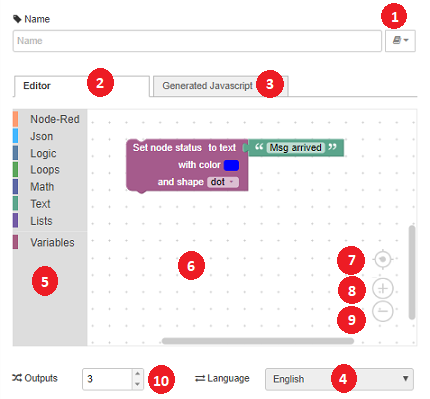 Name
1
Name
Editor
2
Generated Javascript
3
Node-Red
Json
Logic
Loops
Math
Text
Lists
Variables
5
Set node status to text
“ Msg arrived ”
with color
and shape dot
6
7
8
9
Outputs
3
10
Language
English
4